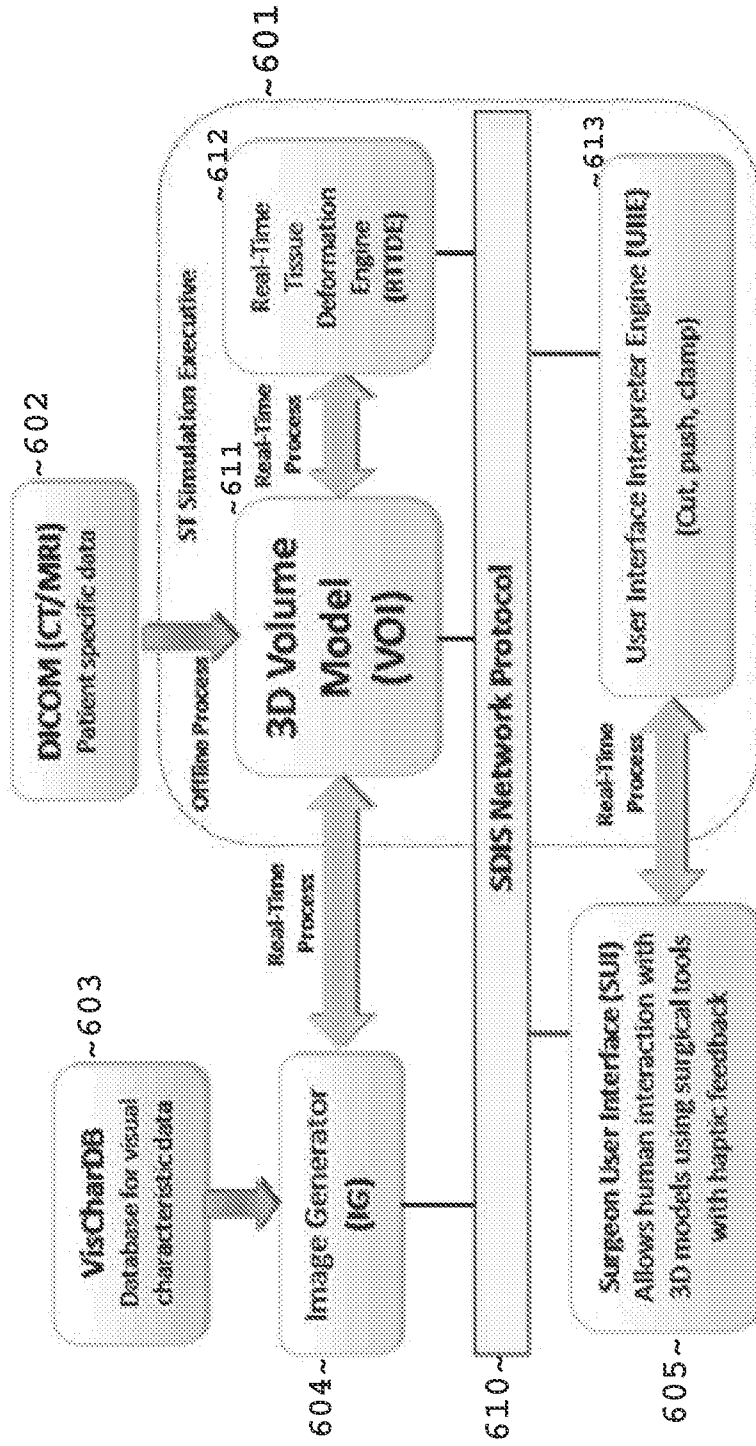 ~601
~602
DICOM (CT/MRI)
Patient specific data
~603
VisCharDB
Database for visual
characteristic data
Offline Process
ST Simulation Executive
~611
3D Volume
Model
(VOI)
Real-Time
Process
~612
Real-Time
Tissue
Deformation
Engine
(RTTDE)
Real-Time
Process
604~
Image Generator
(IG)
610~
SDIS Network Protocol
605~
Surgeon User Interface (SUI)
Allows human interaction with
3D models using surgical tools
with haptic feedback
Real-Time
Process
~613
User Interface Interpreter Engine (UIIE)
(Cut, push, clamp)